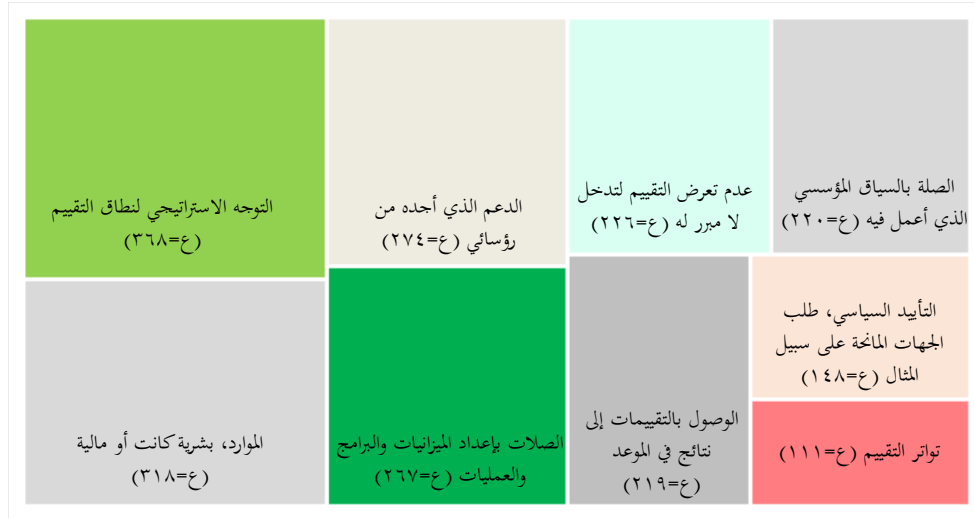 الصلة بالسياق المؤسسي
الذي أعمل فيه (ع=٢٢٠)
عدم تعرض التقييم لتدخل
لا مبرر له (ع=٢٢٦)
الدعم الذي أجده من
رؤسائي (ع=٢٧٤)
التوجه الاستراتيجي لنطاق التقييم
(ع=٣٦٨)
التأييد السياسي، طلب
الجهات المانحة على سبيل
المثال (ع=١٤٨)
تواتر التقييم (ع=١١١)
الوصول بالتقييمات إلى
نتائج في الموعد
(ع=٢١٩)
الصلات بإعداد الميزانيات والبرامج
والعمليات (ع=٢٦٧)
الموارد، بشرية كانت أو مالية
(ع=٣١٨)